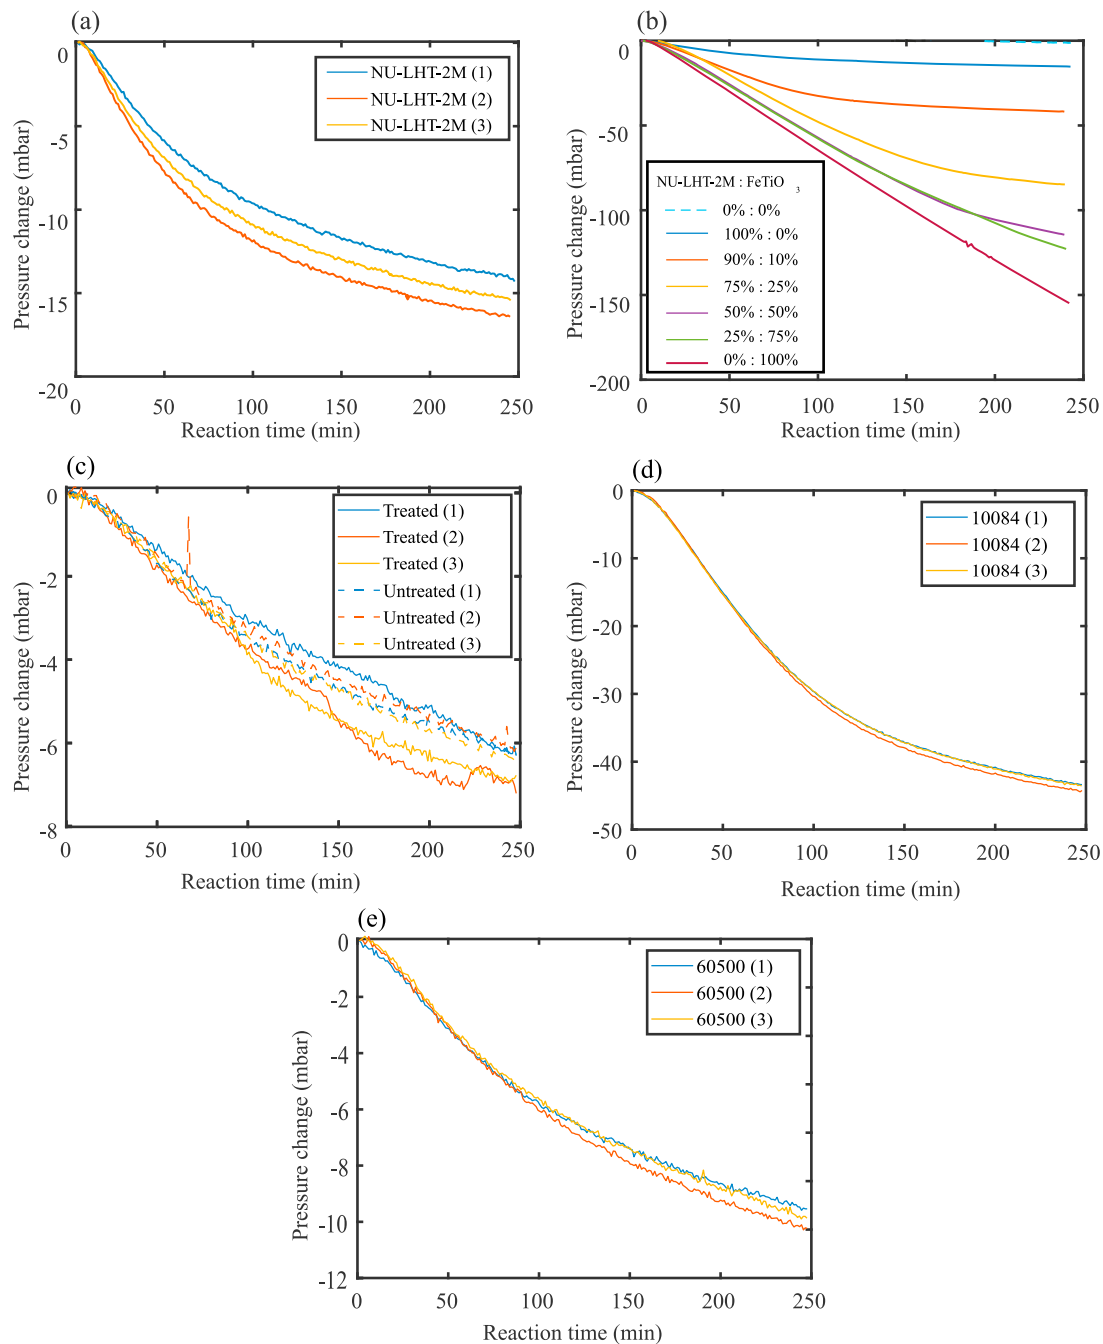 (a)
0
-5
-10
-15
-20
0
50
100
150
200
250
Pressure change (mbar)
Reaction time (min)
NU-LHT-2M (1)
NU-LHT-2M (2)
NU-LHT-2M (3)
(b)
0
-50
-100
-150
-200
0
50
100
150
200
250
Pressure change (mbar)
Reaction time (min)
NU-LHT-2M : FeTiO3
0% : 0%
100% : 0%
90% : 10%
75% : 25%
50% : 50%
25% : 75%
0% : 100%
(c)
0
-2
-4
-6
-8
0
50
100
150
200
250
Pressure change (mbar)
Reaction time (min)
Treated (1)
Treated (2)
Treated (3)
Untreated (1)
Untreated (2)
Untreated (3)
(d)
0
-10
-20
-30
-40
-50
0
50
100
150
200
250
Pressure change (mbar)
Reaction time (min)
10084 (1)
10084 (2)
10084 (3)
(e)
0
-2
-4
-6
-8
-10
-12
0
50
100
150
200
250
Pressure change (mbar)
Reaction time (min)
60500 (1)
60500 (2)
60500 (3)